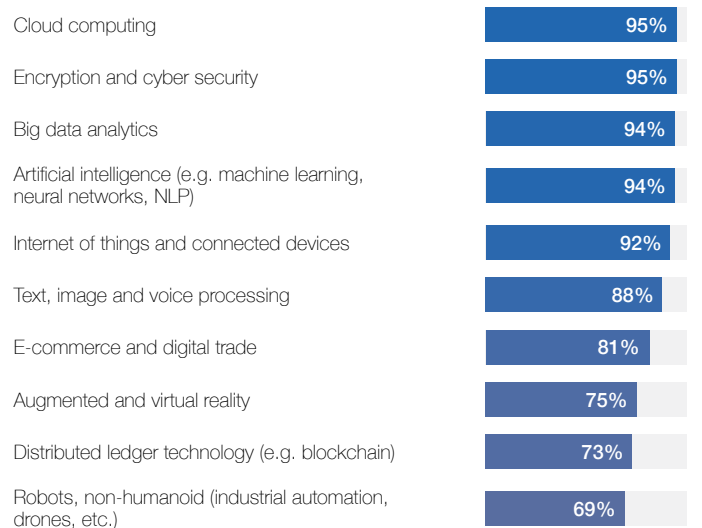 Cloud computing 95%
Encryption and cyber security 95%
Big data analytics 94%
Artificial intelligence (e.g. machine learning,
neural networks, NLP) 94%
Internet of things and connected devices 92%
Text, image and voice processing 88%
E-commerce and digital trade 81%
Augmented and virtual reality 75%
Distributed ledger technology (e.g. blockchain) 73%
Robots, non-humanoid (industrial automation,
drones, etc.) 69%